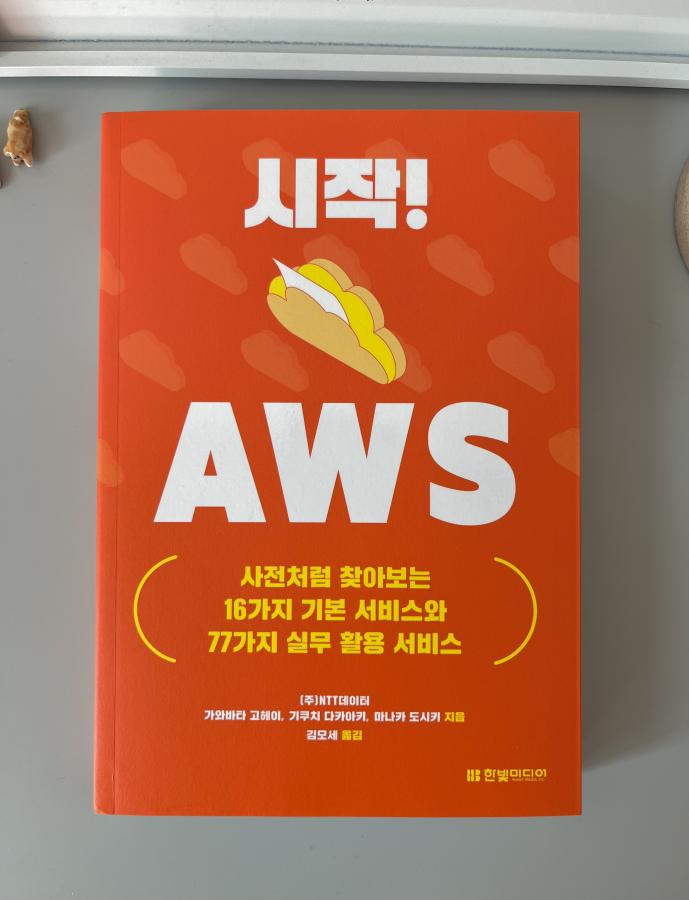 시작!
AWS
사전처럼 찾아보는
16가지 기본 서비스와
77가지 실무 활용 서비스
(주)NTT데이터
가와바타 고헤이, 기쿠치 다카아키, 마나카 도시키 지음
김모세 옮김
한빛미디어
Hanbit Media, Inc.